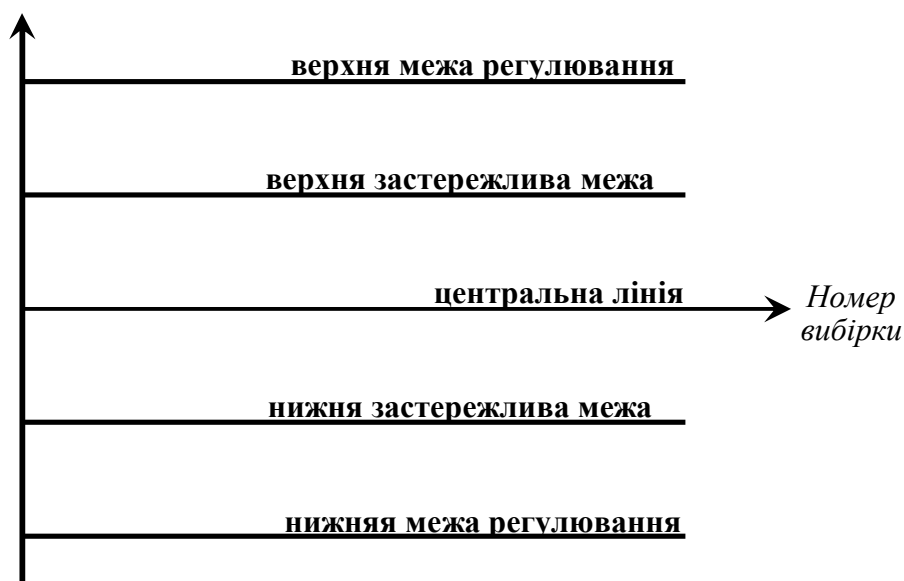 верхня межа регулювання
верхня застережлива межа
центральна лінія
Номер
вибірки
нижня застережлива межа
нижняя межа регулювання